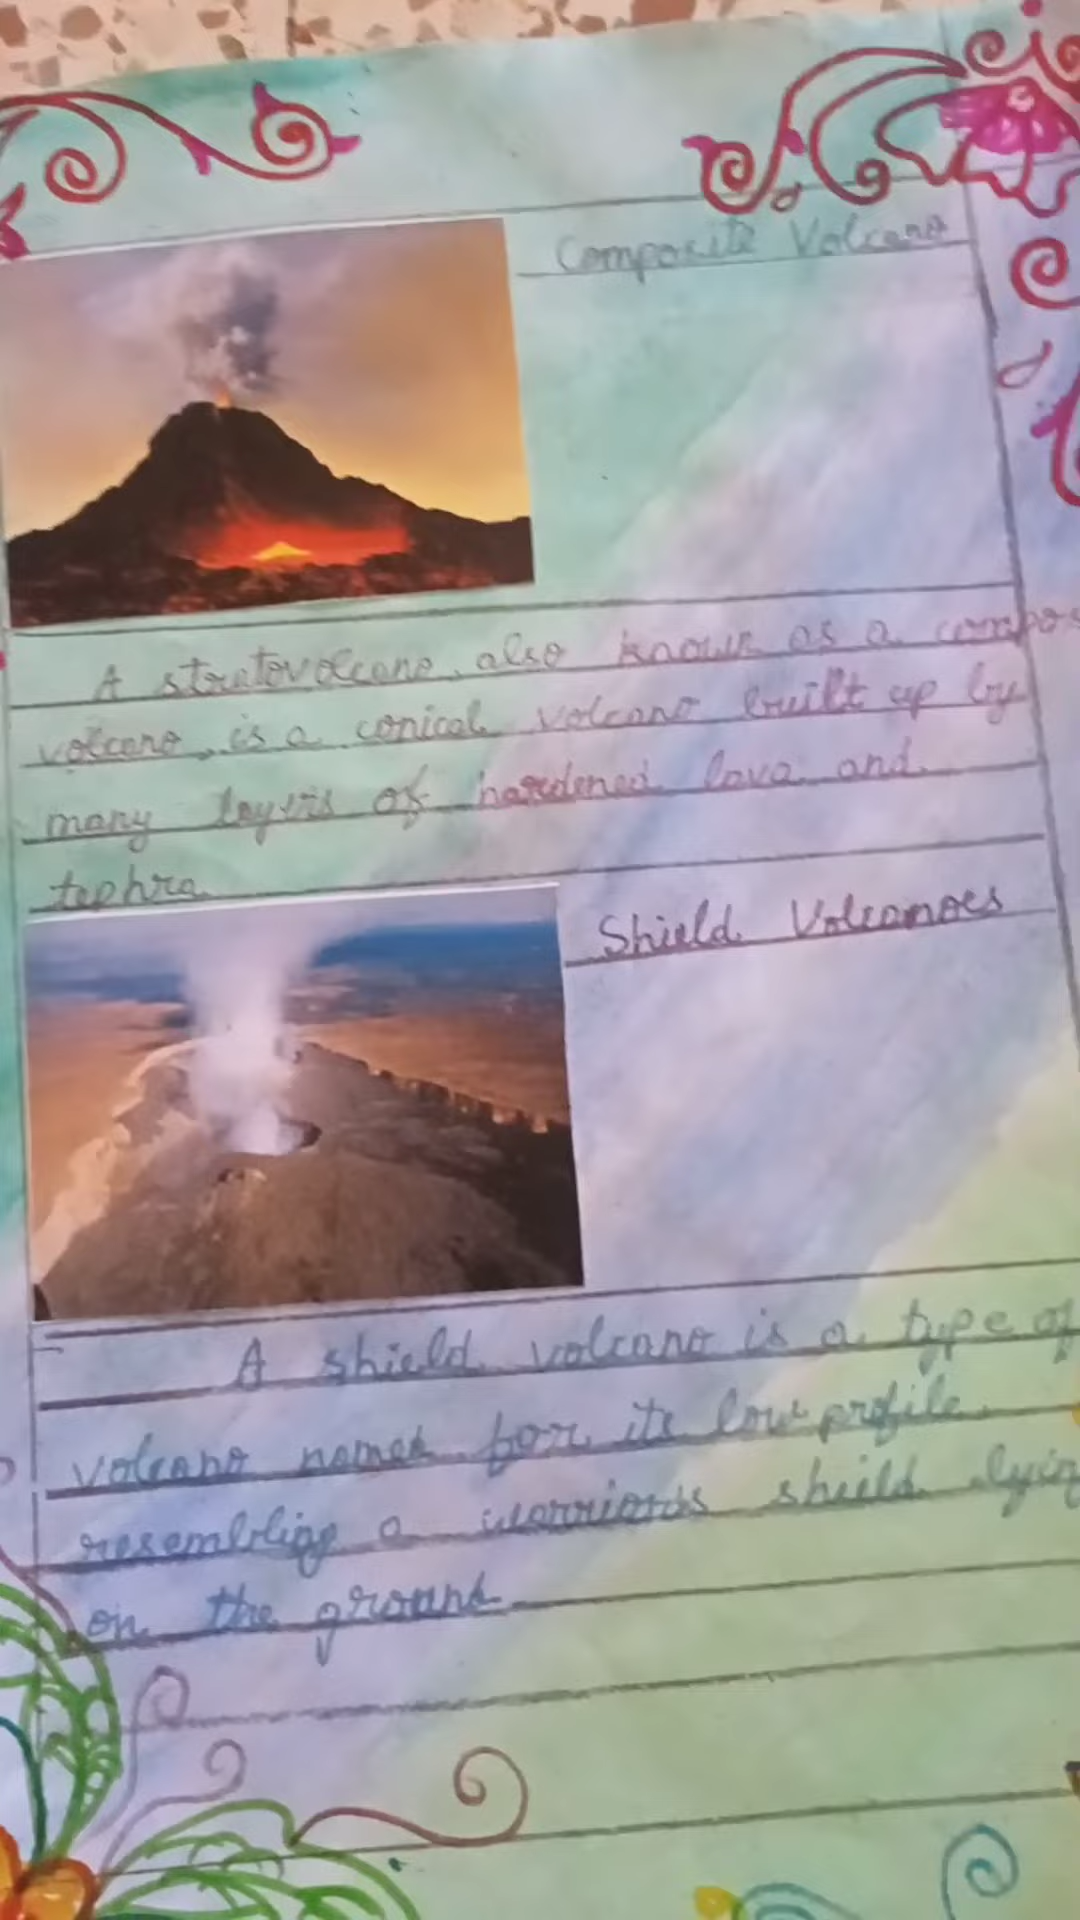 Composite Volcano
A stratovolcano, also known as a compos
volcano, is a conical volcano built up by
many layers of hardened lava and
tephra
Shield Volcanoes
A shield volcano is a type of
volcano named for its low profile
resembling a warriors shield lyin
on the ground